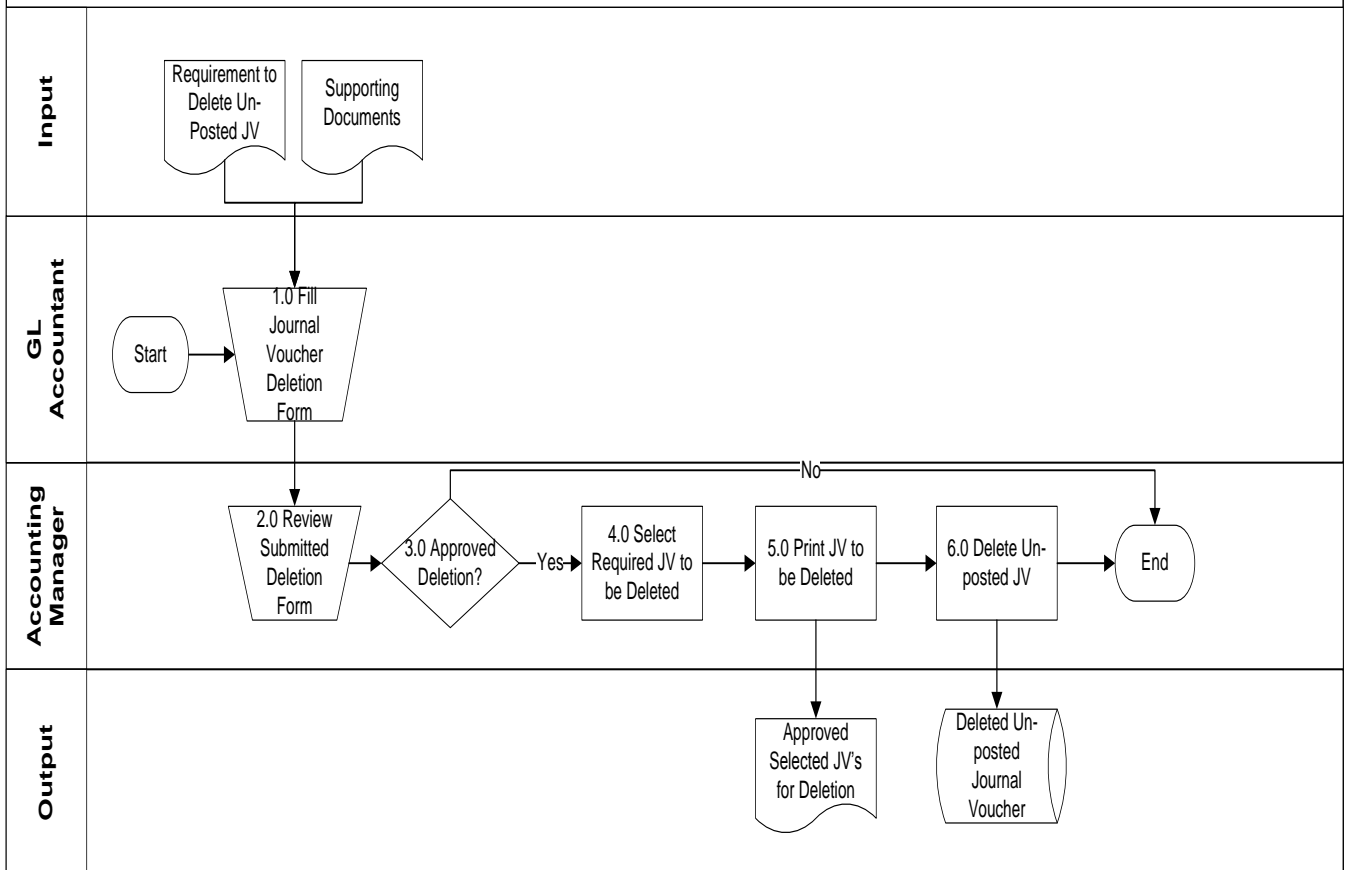 Input
Requirement to
Delete Un-
Posted JV
Supporting
Documents
GL
Accountant
Start
1.0 Fill
Journal
Voucher
Deletion
Form
Accounting
Manager
No
2.0 Review
Submitted
Deletion
Form
3.0 Approved
Deletion?
Yes
4.0 Select
Required JV to
be Deleted
5.0 Print JV to
be Deleted
6.0 Delete Un-
posted JV
End
Output
Approved
Selected JV's
for Deletion
Deleted Un-
posted
Journal
Voucher